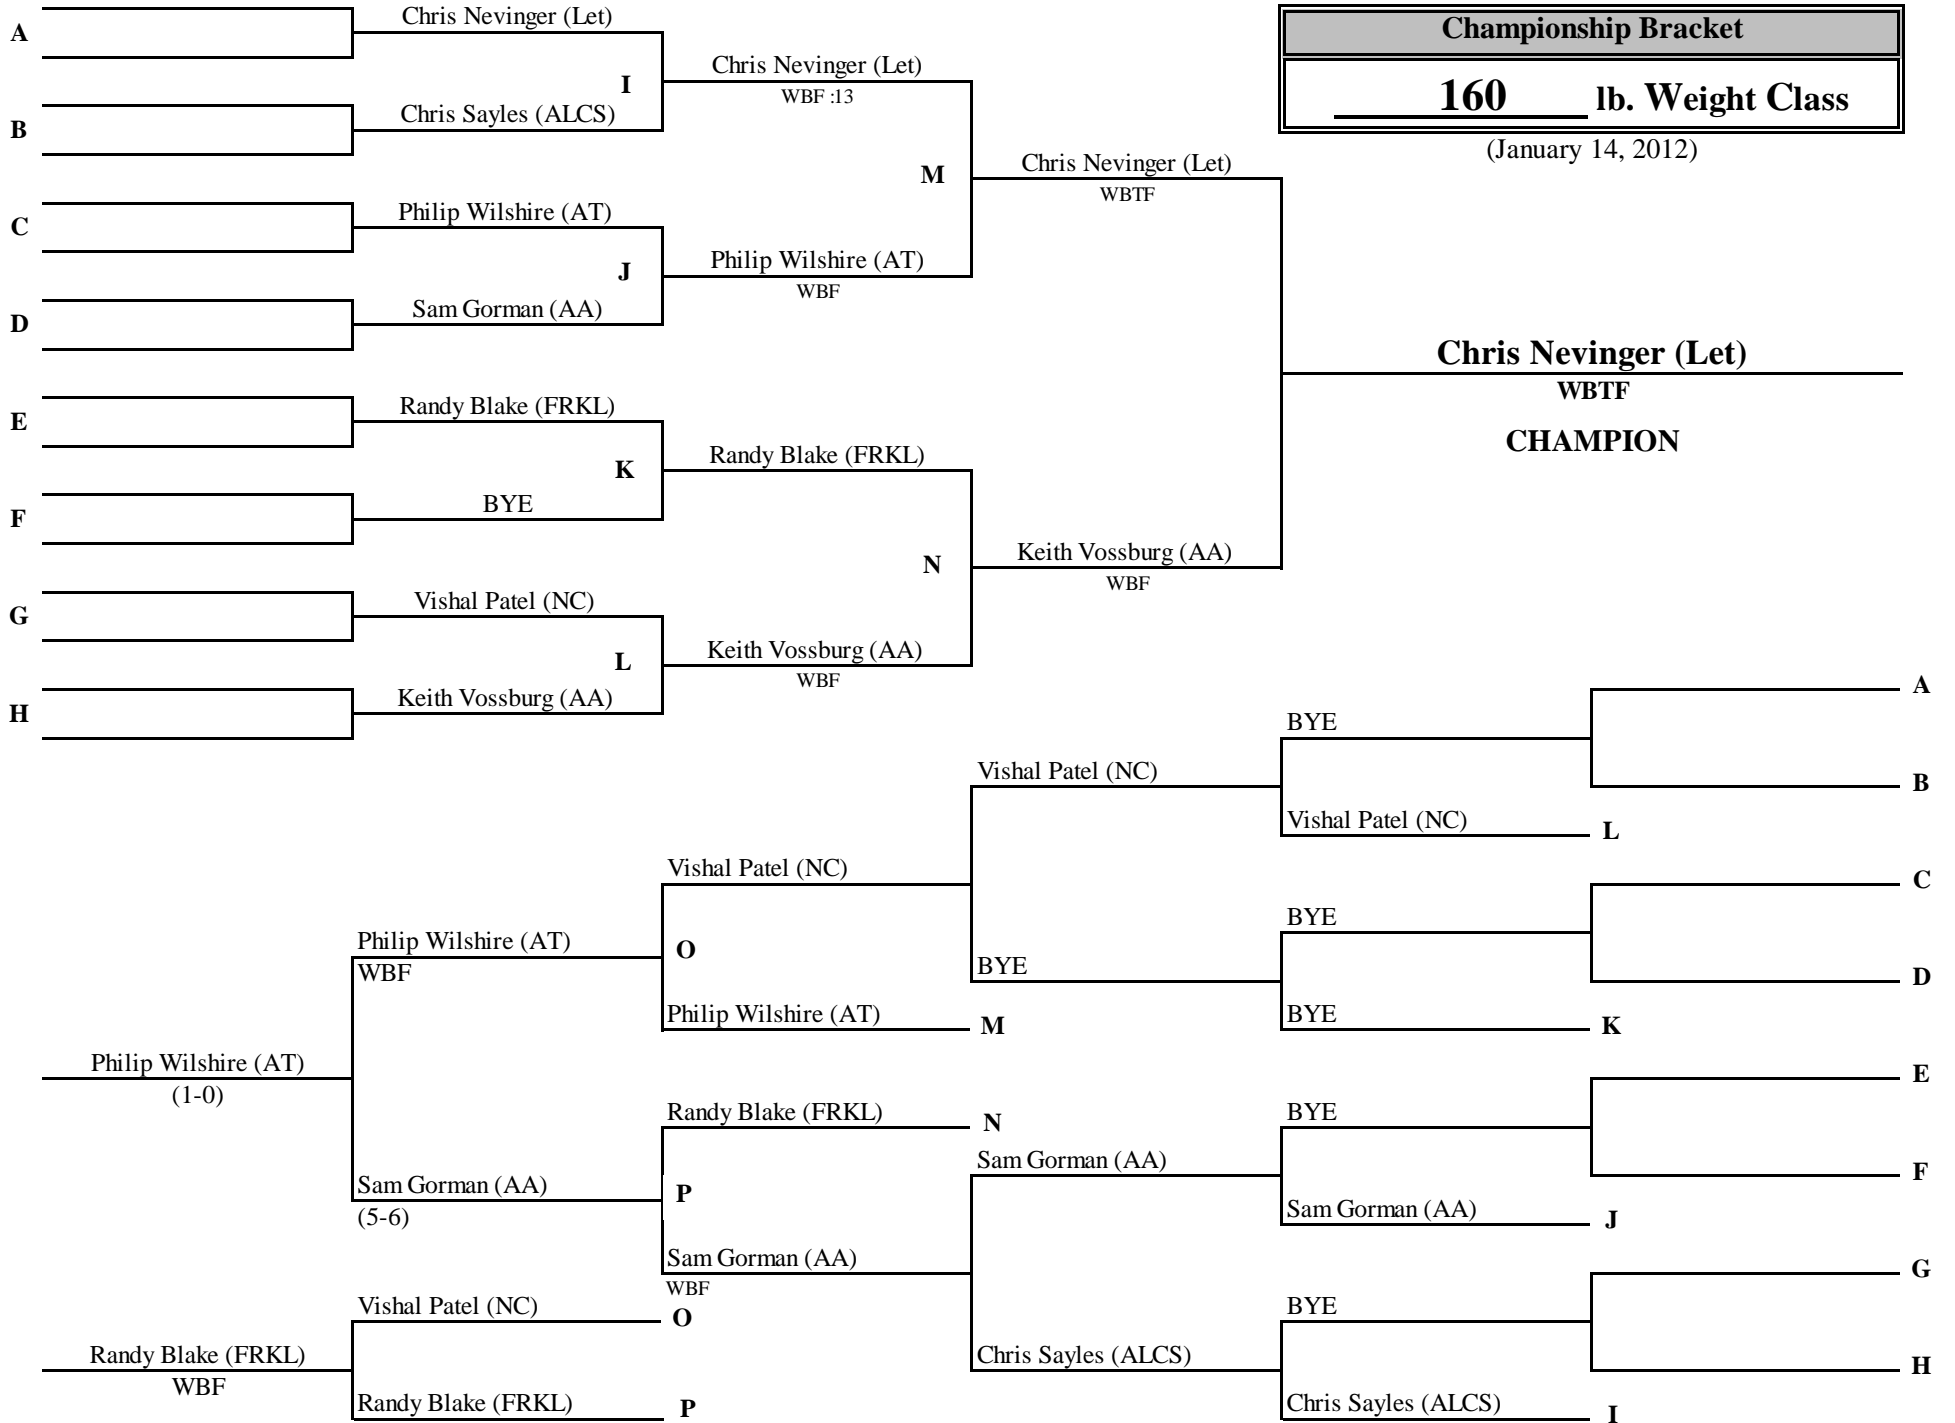 Championship Bracket
160 lb. Weight Class
(January 14, 2012)
A
Chris Nevinger (Let)
I
Chris Nevinger (Let)
WBF :13
B
Chris Sayles (ALCS)
M
Chris Nevinger (Let)
WBTF
C
Philip Wilshire (AT)
J
Philip Wilshire (AT)
WBF
D
Sam Gorman (AA)
Chris Nevinger (Let)
WBTF
CHAMPION
E
Randy Blake (FRKL)
K
Randy Blake (FRKL)
F
BYE
N
Keith Vossburg (AA)
WBF
G
Vishal Patel (NC)
L
Keith Vossburg (AA)
WBF
H
Keith Vossburg (AA)
A
BYE
Vishal Patel (NC)
B
Vishal Patel (NC)
L
Vishal Patel (NC)
C
BYE
Philip Wilshire (AT)
WBF
O
BYE
D
Philip Wilshire (AT)
M
BYE
K
Philip Wilshire (AT)
(1-0)
E
Randy Blake (FRKL)
N
BYE
Sam Gorman (AA)
F
Sam Gorman (AA)
(5-6)
P
Sam Gorman (AA)
J
Sam Gorman (AA)
WBF
G
Vishal Patel (NC)
O
BYE
Randy Blake (FRKL)
WBF
Chris Sayles (ALCS)
H
Randy Blake (FRKL)
P
Chris Sayles (ALCS)
I